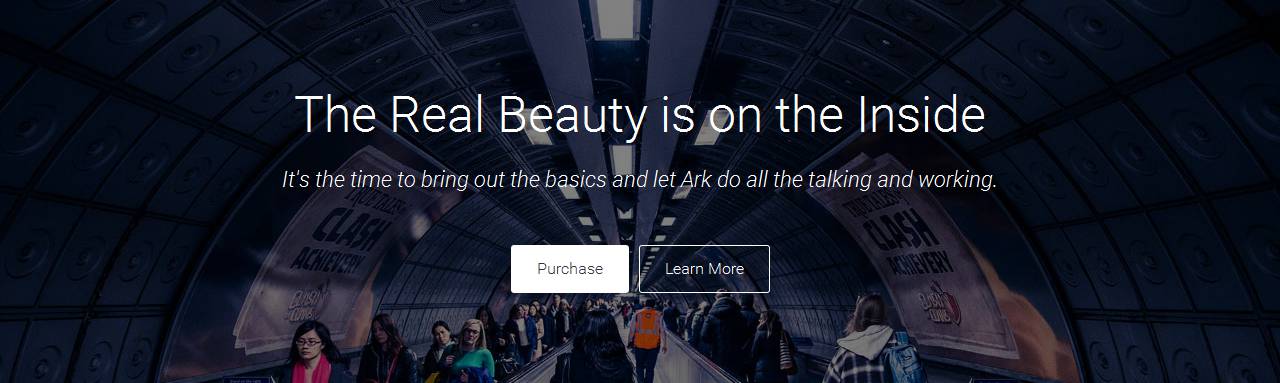 The Real Beauty is on the Inside
It's the time to bring out the basics and let Ark do all the talking and working.
CLASH
ACHIEVERY
CLASH
ACHIEVERY
Purchase
Learn More